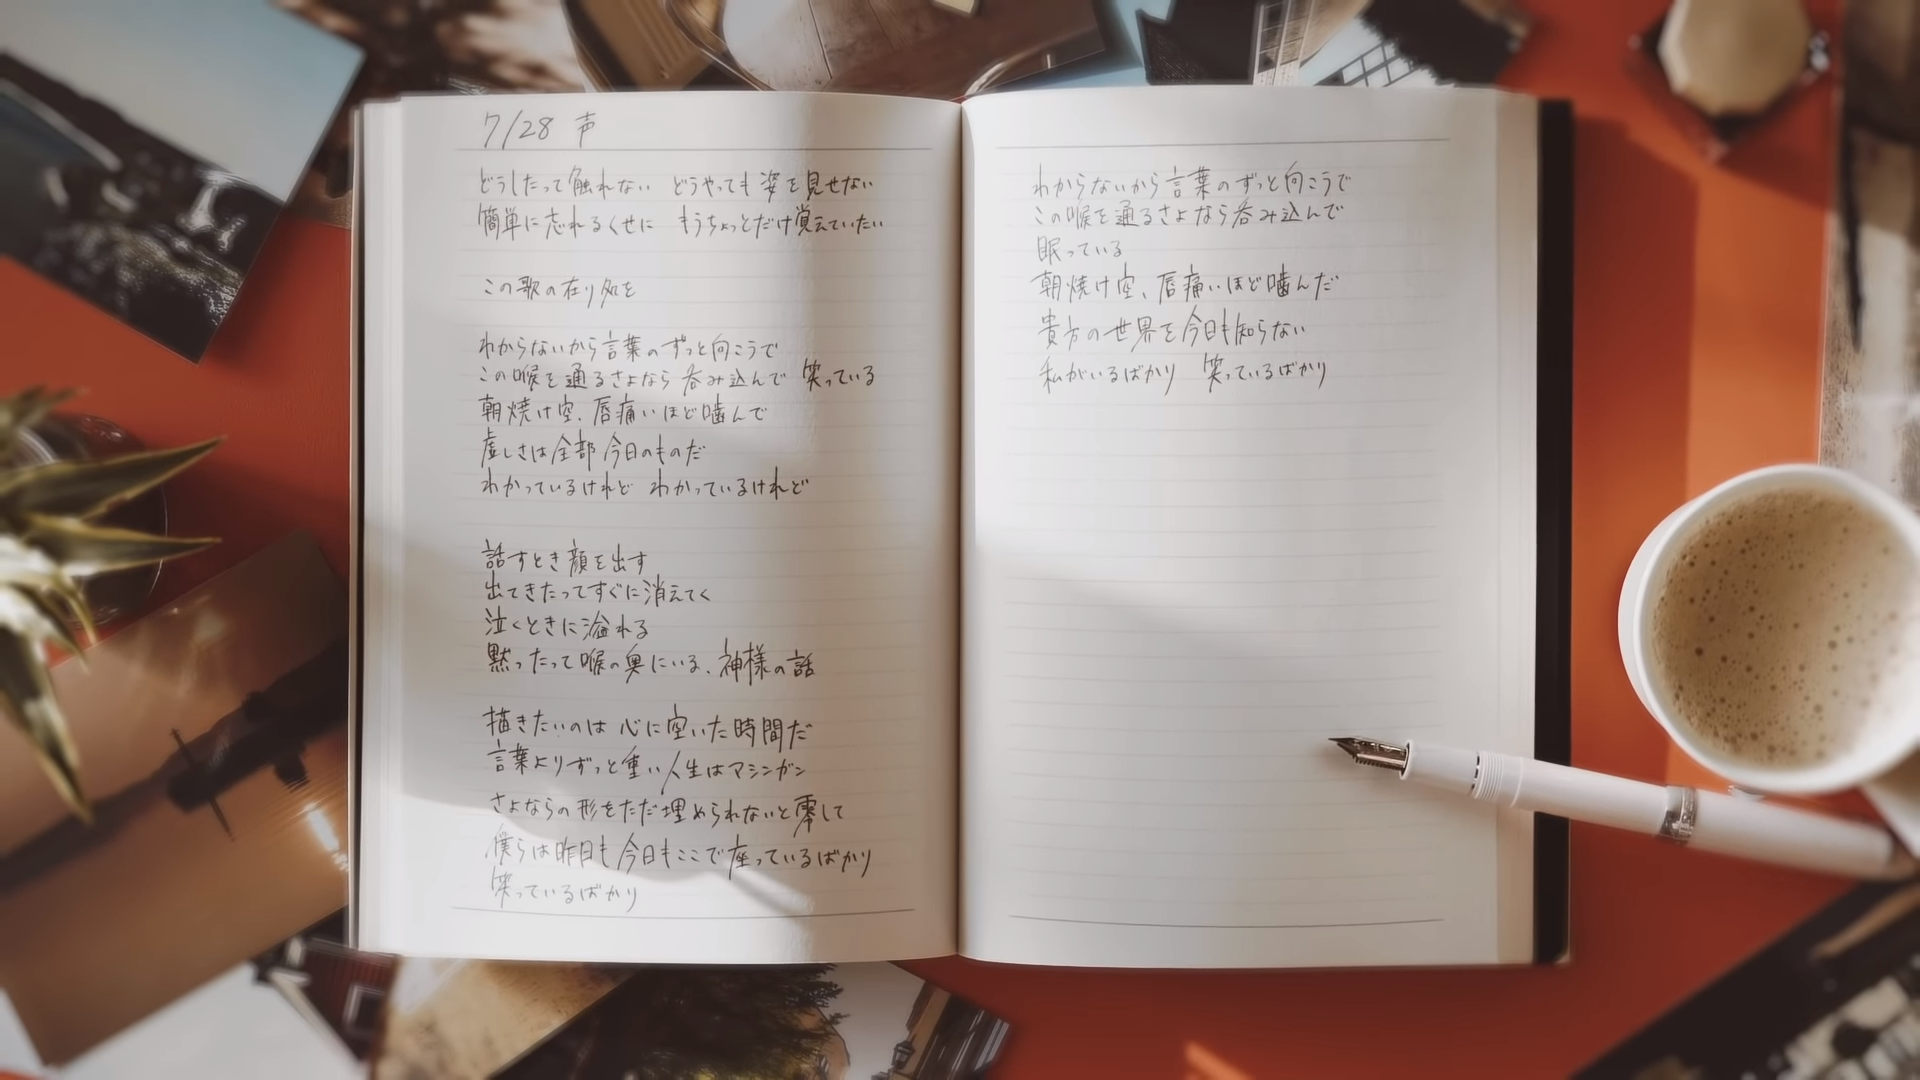 7/28 声
どうしたって触れない どうやっても姿を見せない
簡単に忘れるくせに もうちょっとだけ覚えていたい
この歌の在り処を
わからないから言葉のずっと向こうで
この喉を通るさよなら呑み込んで 笑っている
朝焼け空、唇痛いほど噛んで
虚しさは全部今日のものだ
わかっているけれど わかっているけれど
話すとき顔を出す
出てきたってすぐに消えてく
泣くときに溢れる
黙ったって喉の奥にいる、神様の話
描きたいのは 心に空いた時間だ
言葉よりずっと重い人生はマシンガン
さよならの形をただ埋められないと零して
僕らは昨日も今日もここで座っているばかり
笑っているばかり
わからないから言葉のずっと向こうで
この喉を通るさよなら呑み込んで
眠っている
朝焼け空、唇痛いほど噛んだ
貴方の世界を今日も知らない
私がいるばかり 笑っているばかり